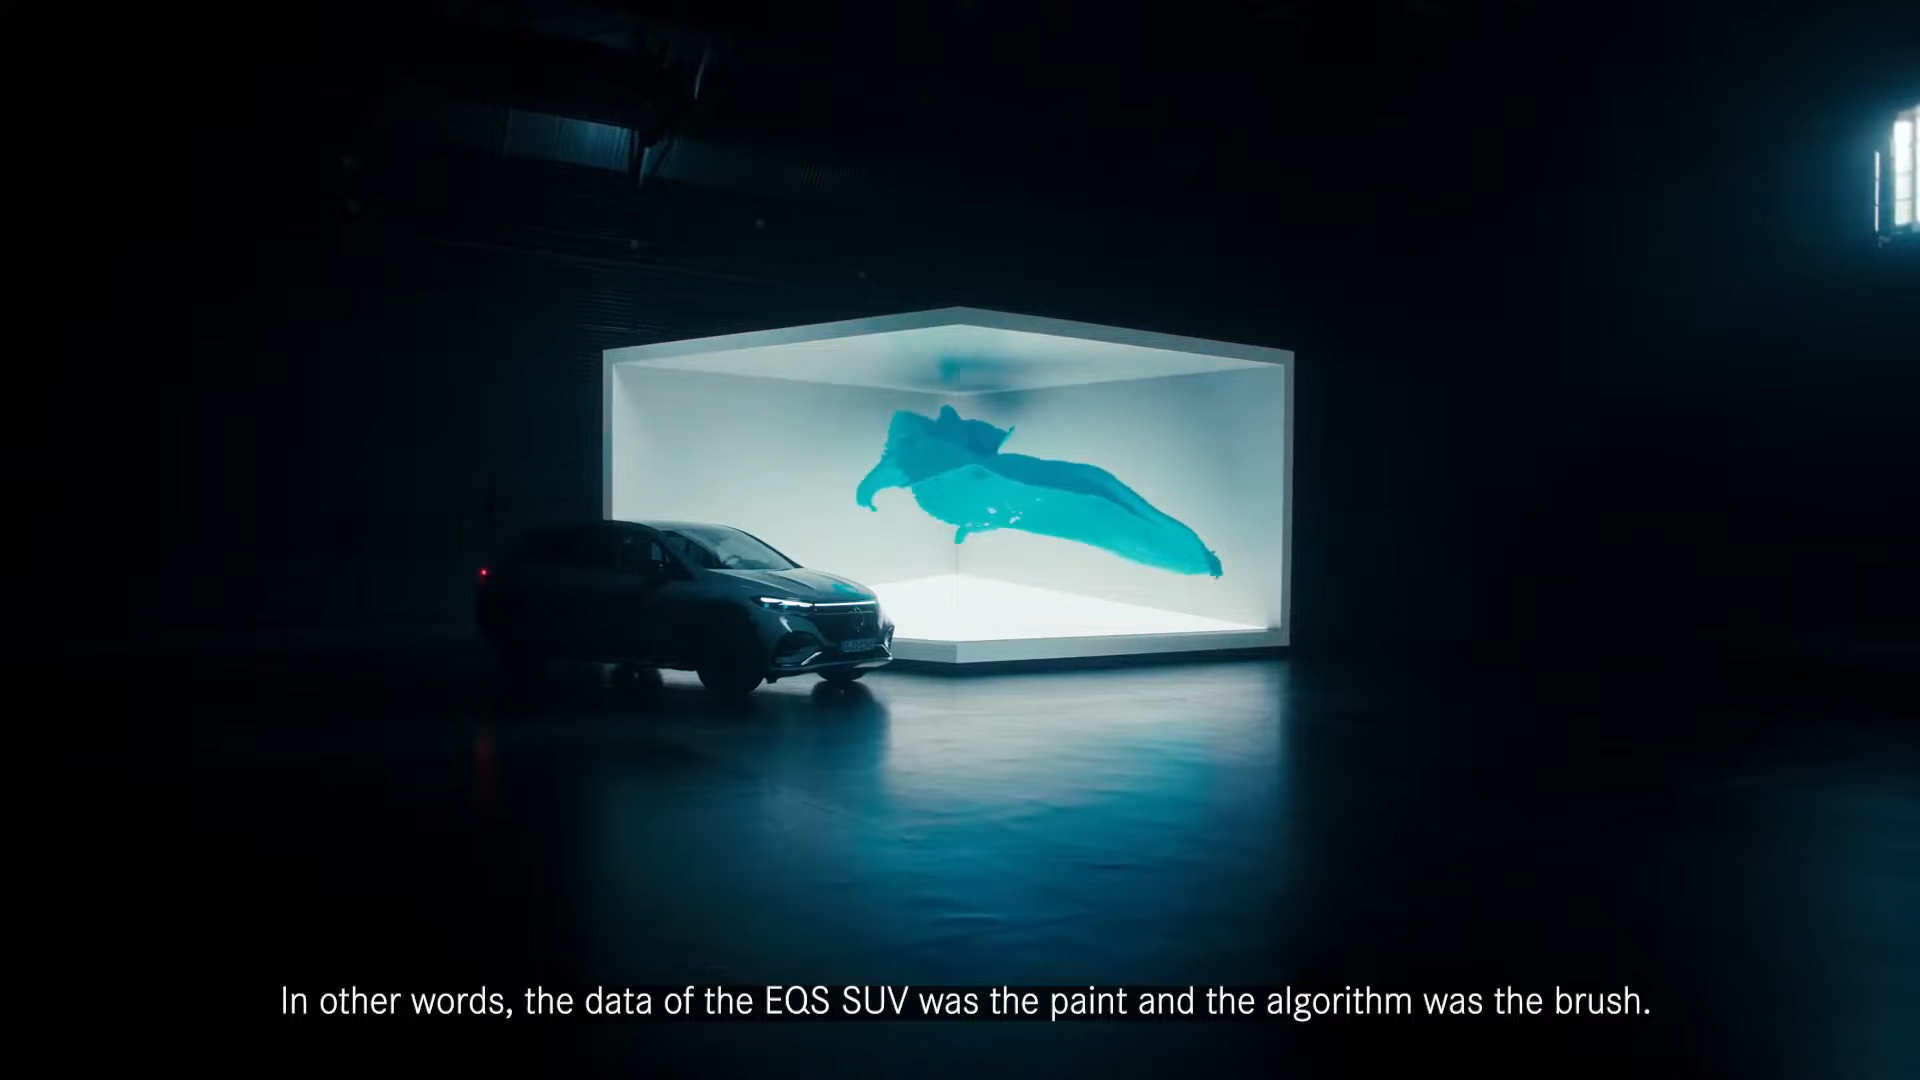 In other words, the data of the EQS SUV was the paint and the algorithm was the brush.